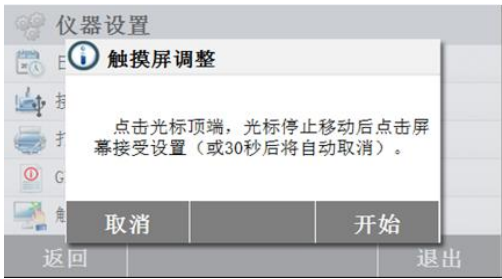 仪器设置
触摸屏调整
点击光标顶端，光标停止移动后点击屏
幕接受设置（或30秒后将自动取消）。
G
取消
开始
返回
退出